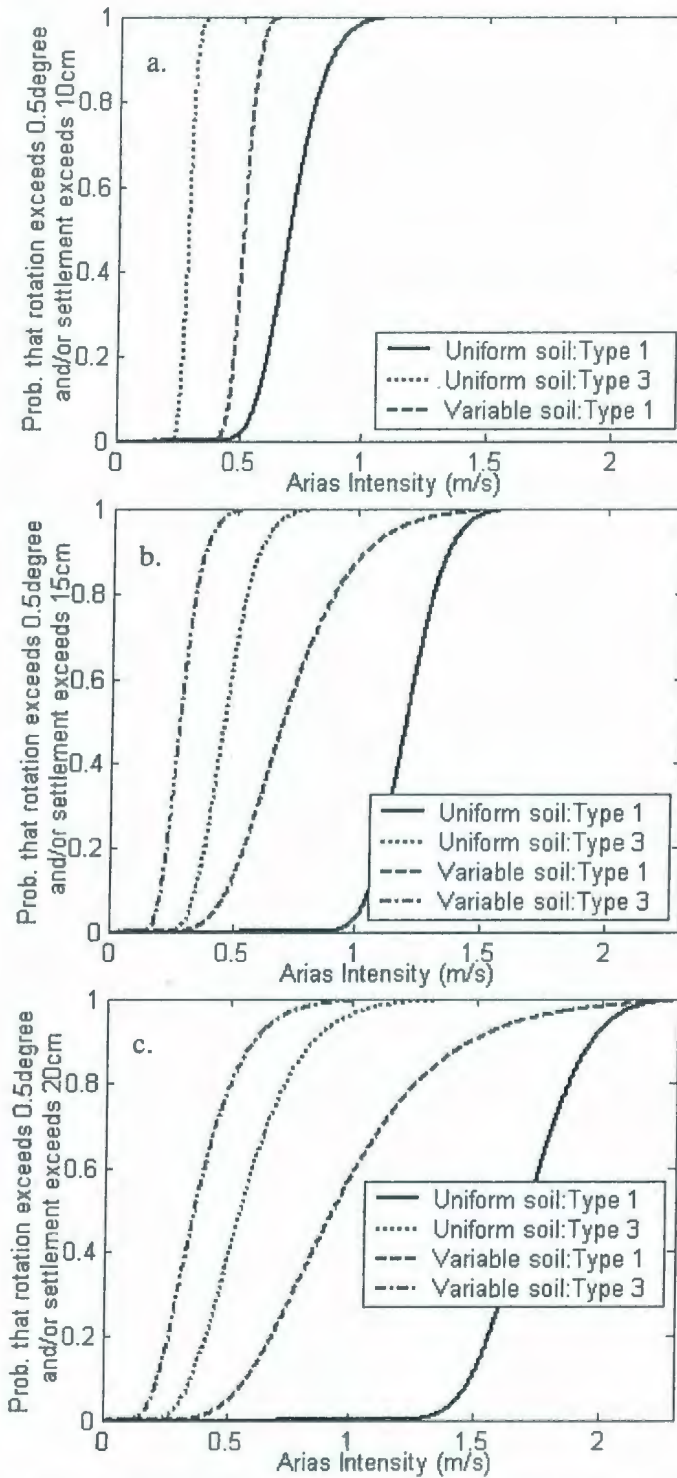 Prob. that rotation exceeds 0.5degree
and/or settlement exceeds 10cm
1
0.8
0.6
0.4
0.2
0
a.
Uniform soil:Type 1
Uniform soil:Type 3
Variable soil:Type 1
0
0.5
1
1.5
2
Arias Intensity (m/s)
Prob. that rotation exceeds 0.5degree
and/or settlement exceeds 15cm
1
0.8
0.6
0.4
0.2
0
b.
Uniform soil:Type 1
Uniform soil:Type 3
Variable soil:Type 1
Variable soil:Type 3
0
0.5
1
1.5
2
Arias Intensity (m/s)
Prob. that rotation exceeds 0.5degree
and/or settlement exceeds 20cm
1
0.8
0.6
0.4
0.2
0
c.
Uniform soil:Type 1
Uniform soil:Type 3
Variable soil:Type 1
Variable soil:Type 3
0
0.5
1
1.5
2
Arias Intensity (m/s)